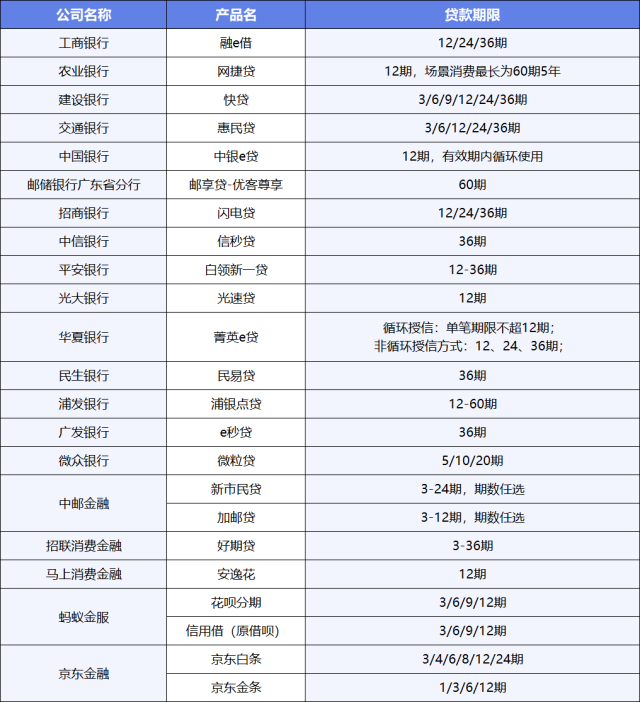 公司名称 产品名 贷款期限
工商银行 融e借 12/24/36期
农业银行 网捷贷 12期，场景消费最长为60期5年
建设银行 快贷 3/6/9/12/24/36期
交通银行 惠民贷 3/6/12/24/36期
中国银行 中银e贷 12期，有效期内循环使用
邮储银行广东省分行 邮享贷-优客尊享 60期
招商银行 闪电贷 12/24/36期
中信银行 信秒贷 36期
平安银行 白领新一贷 12-36期
光大银行 光速贷 12期
华夏银行 菁英e贷 循环授信：单笔期限不超12期；
非循环授信方式：12、24、36期；
民生银行 民易贷 36期
浦发银行 浦银点贷 12-60期
广发银行 e秒贷 36期
微众银行 微粒贷 5/10/20期
中邮金融 新市民贷 3-24期，期数任选
加邮贷 3-12期，期数任选
招联消费金融 好期贷 3-36期
马上消费金融 安逸花 12期
蚂蚁金服 花呗分期 3/6/9/12期
信用借（原借呗） 3/6/9/12期
京东金融 京东白条 3/4/6/8/12/24期
京东金条 1/3/6/12期